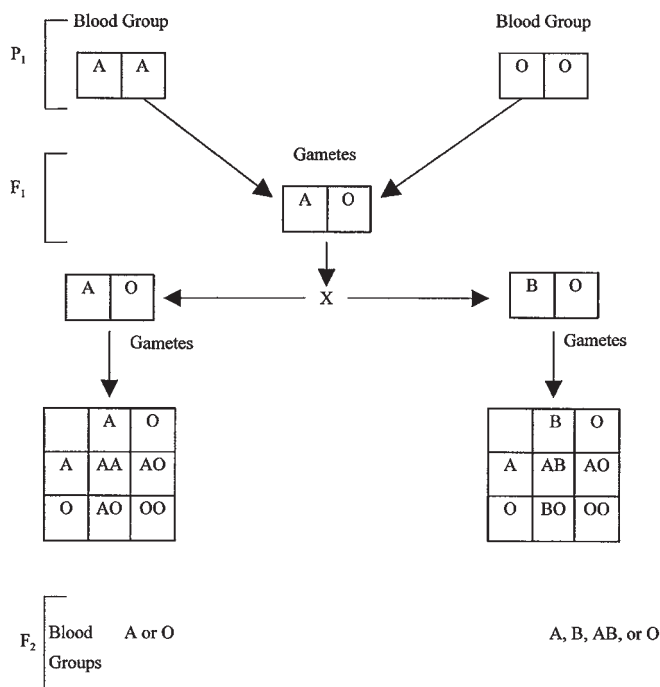 Blood Group Blood Group
P1
A A O O
Gametes
F1
A O
A O X B O
Gametes Gametes
A O B O
A AA AO A AB AO
O AO OO O BO OO
F2 Blood A or O A, B, AB, or O
Groups